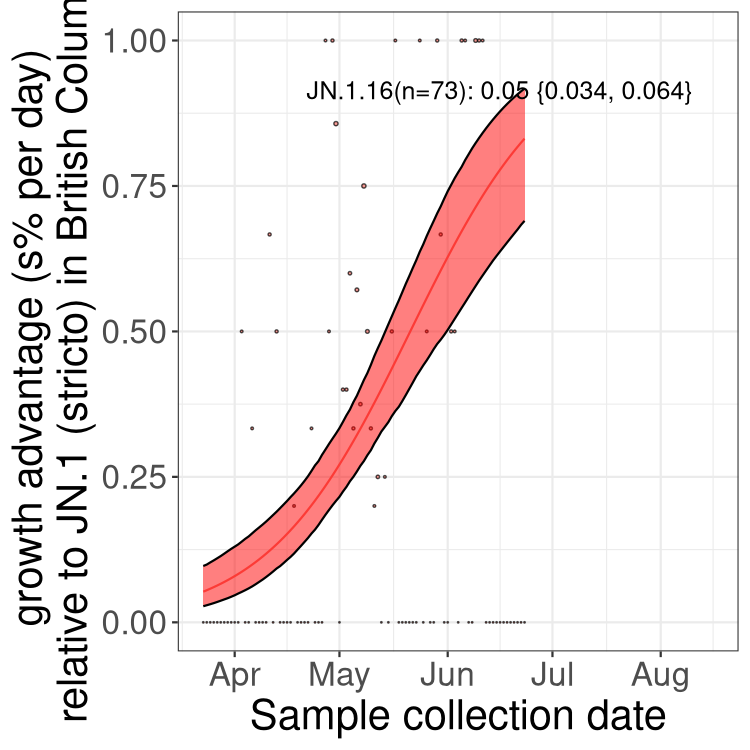 growth advantage (s% per day)
relative to JN.1 (stricto) in British Colum
1.00
0.75
0.50
0.25
0.00
JN.1.16(n=73): 0.05 {0.034, 0.064}
Apr May Jun Jul Aug
Sample collection date